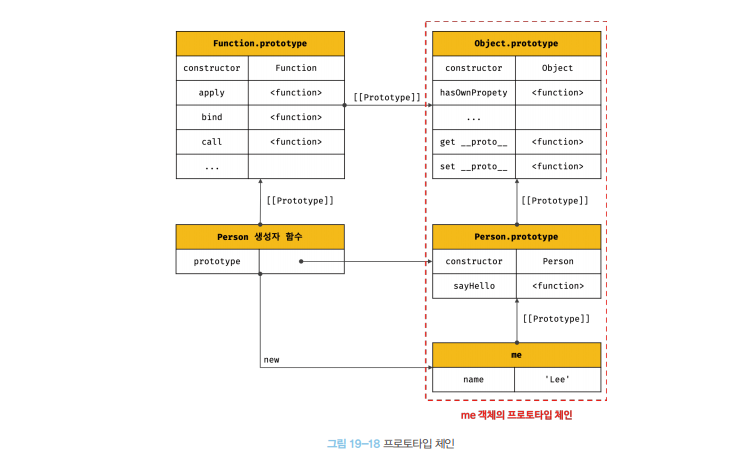 Function.prototype
constructor Function
apply <function>
bind <function>
call <function>
...
[[Prototype]]
Object.prototype
constructor Object
hasOwnPropety <function>
...
get __proto__ <function>
set __proto__ <function>
[[Prototype]]
[[Prototype]]
Person 생성자 함수
prototype
Person.prototype
constructor Person
sayHello <function>
[[Prototype]]
new
me
name 'Lee'
me 객체의 프로토타입 체인
그림 19-18 프로토타입 체인